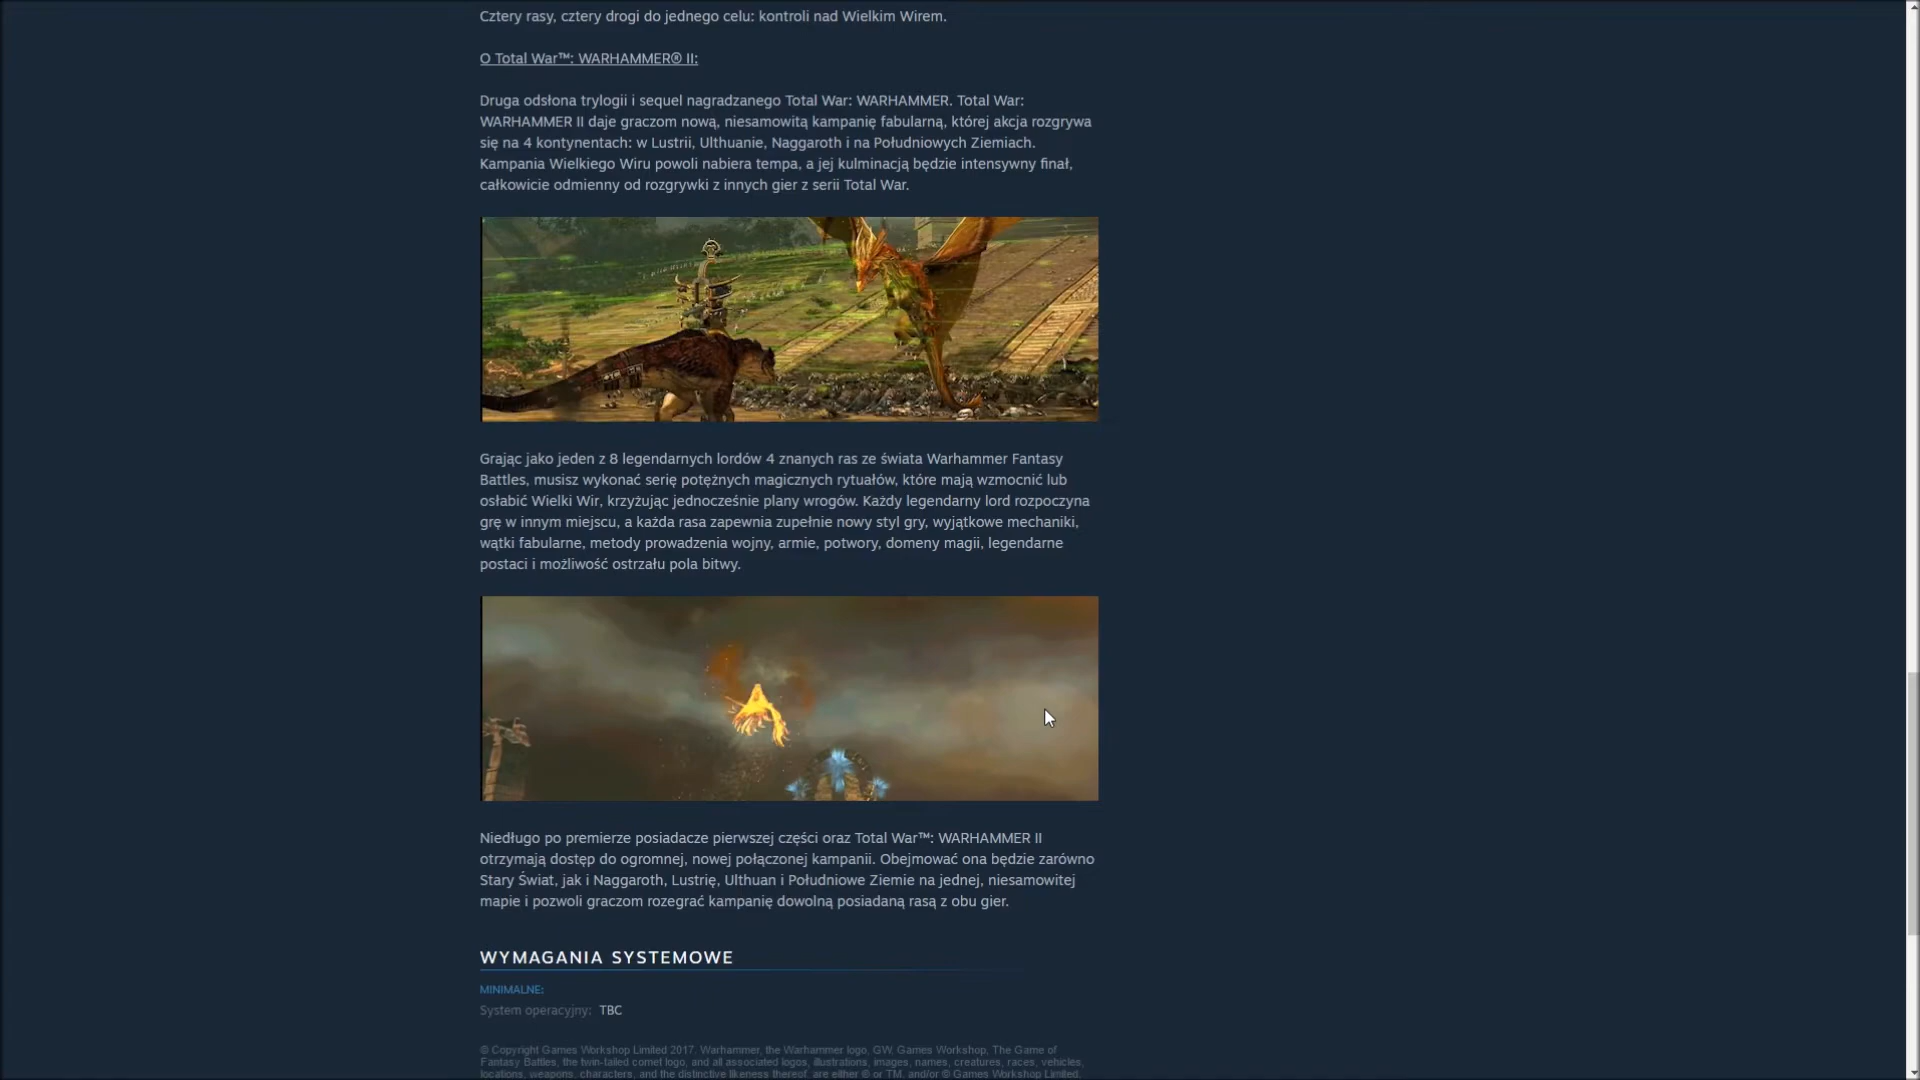 Cztery rasy, cztery drogi do jednego celu: kontroli nad Wielkim Wirem.
O Total War™: WARHAMMER® II:
Druga odsłona trylogii i sequel nagradzanego Total War: WARHAMMER. Total War:
WARHAMMER II daje graczom nową, niesamowitą kampanię fabularną, której akcja rozgrywa
się na 4 kontynentach: w Lustrii, Ulthuanie, Naggaroth i na Południowych Ziemiach.
Kampania Wielkiego Wiru powoli nabiera tempa, a jej kulminacją będzie intensywny finał,
całkowicie odmienny od rozgrywki z innych gier z serii Total War.
Grając jako jeden z 8 legendarnych lordów 4 znanych ras ze świata Warhammer Fantasy
Battles, musisz wykonać serię potężnych magicznych rytuałów, które mają wzmocnić lub
osłabić Wielki Wir, krzyżując jednocześnie plany wrogów. Każdy legendarny lord rozpoczyna
grę w innym miejscu, a każda rasa zapewnia zupełnie nowy styl gry, wyjątkowe mechaniki,
wątki fabularne, metody prowadzenia wojny, armie, potwory, domeny magii, legendarne
postaci i możliwość ostrzału pola bitwy.
Niedługo po premierze posiadacze pierwszej części oraz Total War™: WARHAMMER II
otrzymają dostęp do ogromnej, nowej połączonej kampanii. Obejmować ona będzie zarówno
Stary Świat, jak i Naggaroth, Lustrię, Ulthuan i Południowe Ziemie na jednej, niesamowitej
mapie i pozwoli graczom rozegrać kampanię dowolną posiadaną rasą z obu gier.
WYMAGANIA SYSTEMOWE
MINIMALNE:
System operacyjny: TBC
© Copyright Games Workshop Limited 2017. Warhammer, the Warhammer logo, GW, Games Workshop, The Game of
Fantasy Battles, the twin-tailed comet logo, and all associated logos, illustrations, images, names, creatures, races, vehicles,
locations, weapons, characters, and the distinctive likeness thereof, are either ® or TM, and/or © Games Workshop Limited,